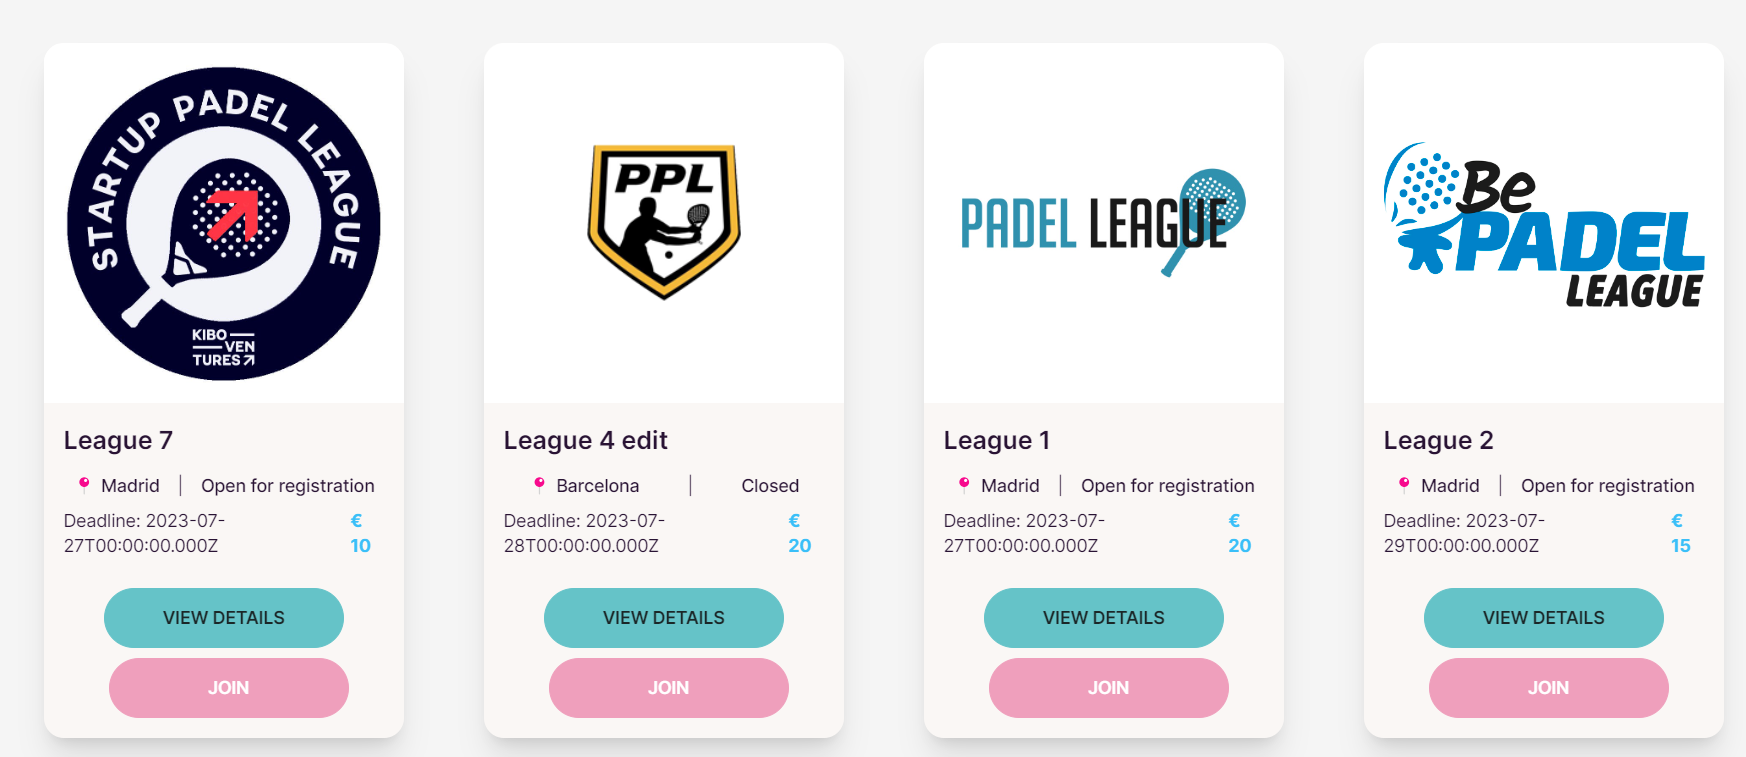 STARTUP PADEL LEAGUE
KIBO
VEN
TURES
League 7
Madrid | Open for registration
Deadline: 2023-07-
27T00:00:00.000Z
€
10
VIEW DETAILS
JOIN
PPL
League 4 edit
Barcelona | Closed
Deadline: 2023-07-
28T00:00:00.000Z
€
20
VIEW DETAILS
JOIN
PADEL LEAGUE
League 1
Madrid | Open for registration
Deadline: 2023-07-
27T00:00:00.000Z
€
20
VIEW DETAILS
JOIN
Be
PADEL
LEAGUE
League 2
Madrid | Open for registration
Deadline: 2023-07-
29T00:00:00.000Z
€
15
VIEW DETAILS
JOIN